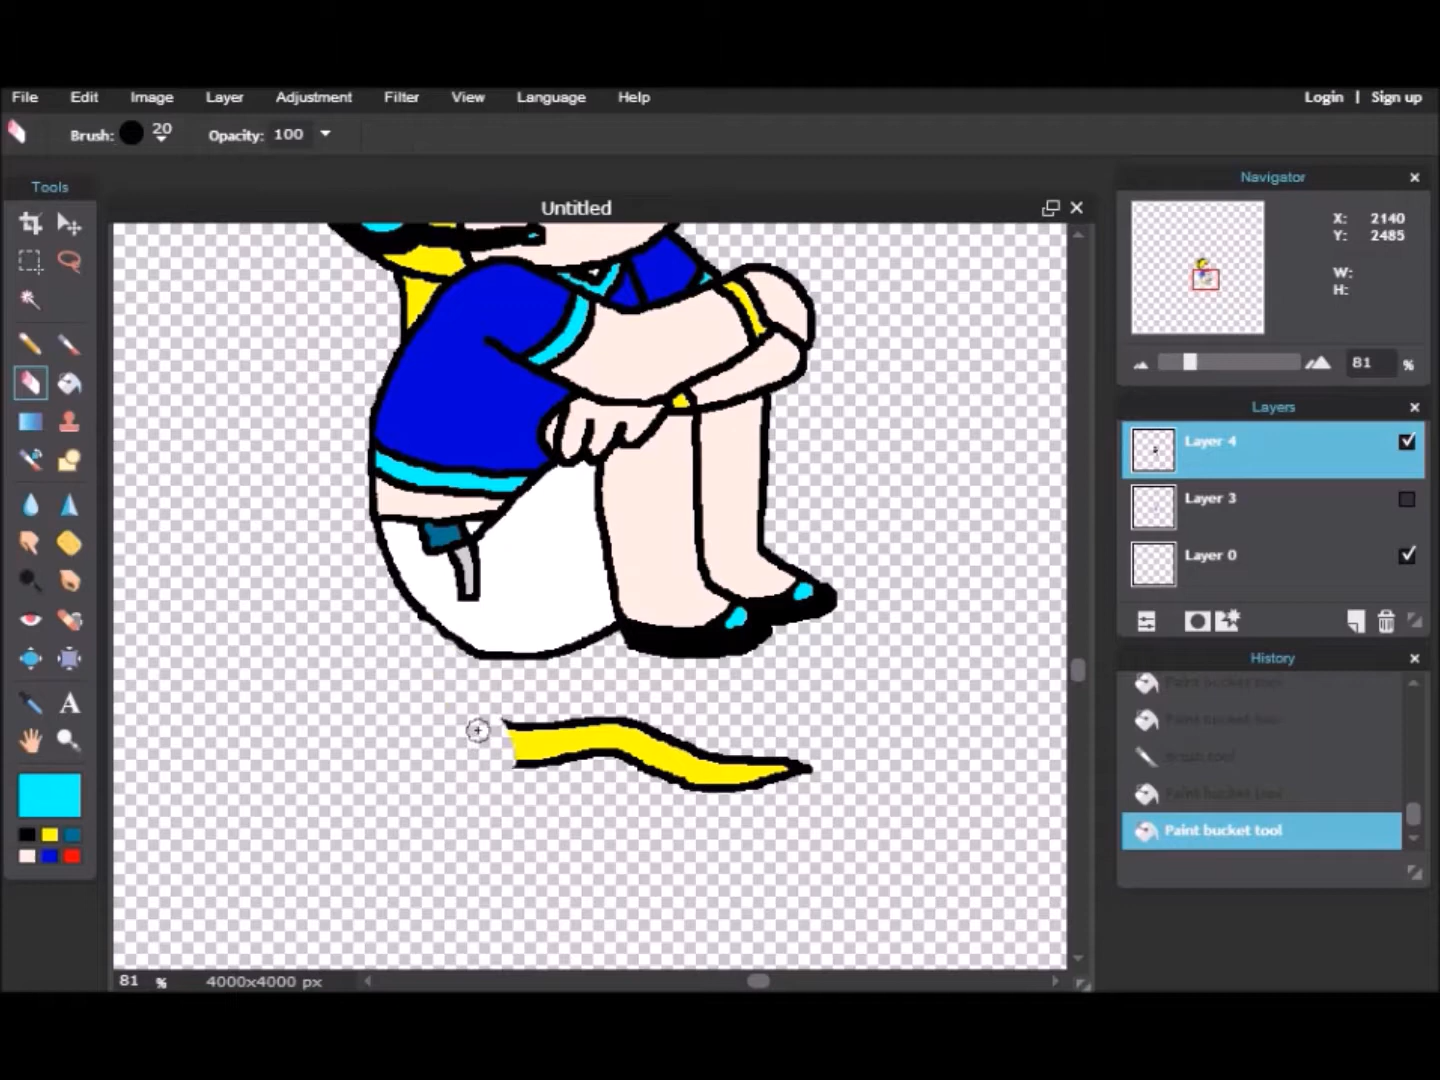 File Edit Image Layer Adjustment Filter View Language Help Login | Sign up
Brush: 20 Opacity: 100
Tools
Untitled
Navigator
X: 2140
Y: 2485
W:
H:
81 %
Layers
Layer 4
Layer 3
Layer 0
History
Paint bucket tool
Paint bucket tool
Brush tool
Paint bucket tool
Paint bucket tool
A
81 % 4000x4000 px